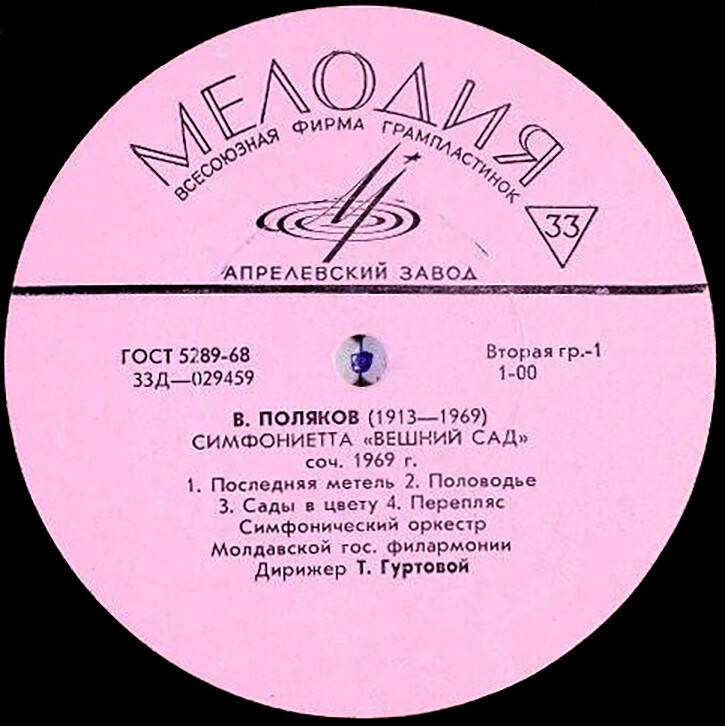 МЕЛОДИЯ
ВСЕСОЮЗНАЯ ФИРМА ГРАМПЛАСТИНОК
33
АПРЕЛЕВСКИЙ ЗАВОД
ГОСТ 5289-68 Вторая гр.-1
33Д—029459 1-00
В. ПОЛЯКОВ (1913—1969)
СИМФОНИЕТТА «ВЕШНИЙ САД»
соч. 1969 г.
1. Последняя метель 2. Половодье
3. Сады в цвету 4. Перепляс
Симфонический оркестр
Молдавской гос. филармонии
Дирижер Т. Гуртовой